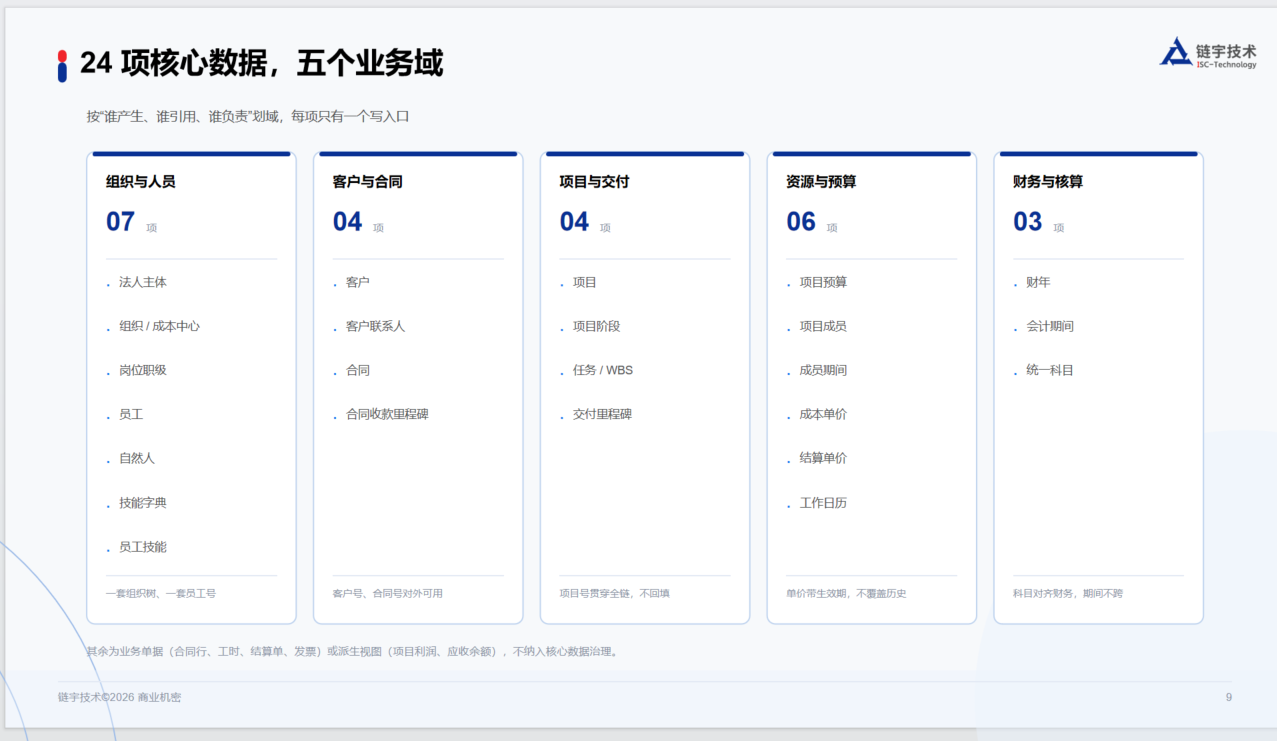 24 项核心数据，五个业务域
链宇技术
ISC-Technology
按“谁产生、谁引用、谁负责”划域，每项只有一个写入口
组织与人员
07 项
· 法人主体
· 组织 / 成本中心
· 岗位职级
· 员工
· 自然人
· 技能字典
· 员工技能
一套组织树、一套员工号
客户与合同
04 项
· 客户
· 客户联系人
· 合同
· 合同收款里程碑
客户号、合同号对外可用
项目与交付
04 项
· 项目
· 项目阶段
· 任务 / WBS
· 交付里程碑
项目号贯穿全链，不回填
资源与预算
06 项
· 项目预算
· 项目成员
· 成员期间
· 成本单价
· 结算单价
· 工作日历
单价带生效期，不覆盖历史
财务与核算
03 项
· 财年
· 会计期间
· 统一科目
科目对齐财务，期间不跨
其余为业务单据（合同行、工时、结算单、发票）或派生视图（项目利润、应收余额），不纳入核心数据治理。
链宇技术©2026 商业机密
9